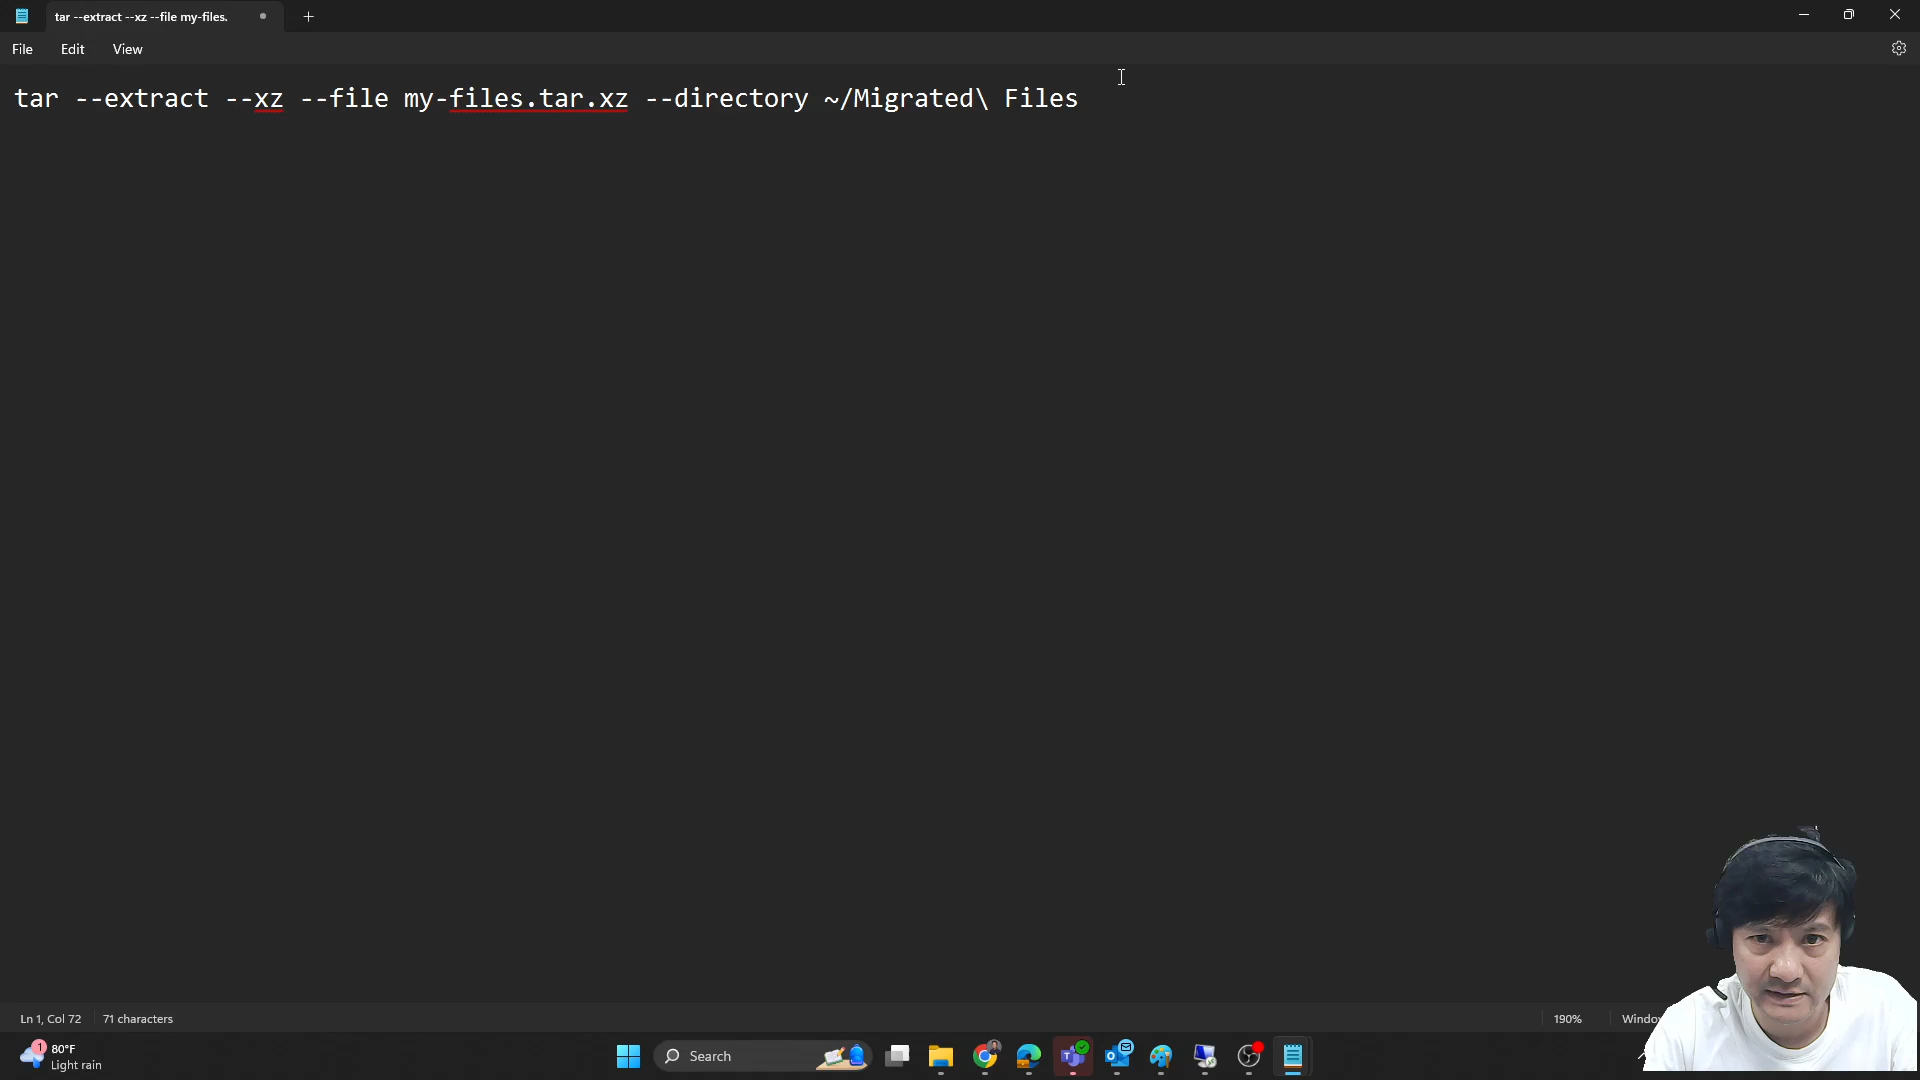 tar --extract --xz --file my-files.
File
Edit
View
tar --extract --xz --file my-files.tar.xz --directory ~/Migrated\ Files
Ln 1, Col 72
71 characters
190%
1
80°F
Light rain
Search